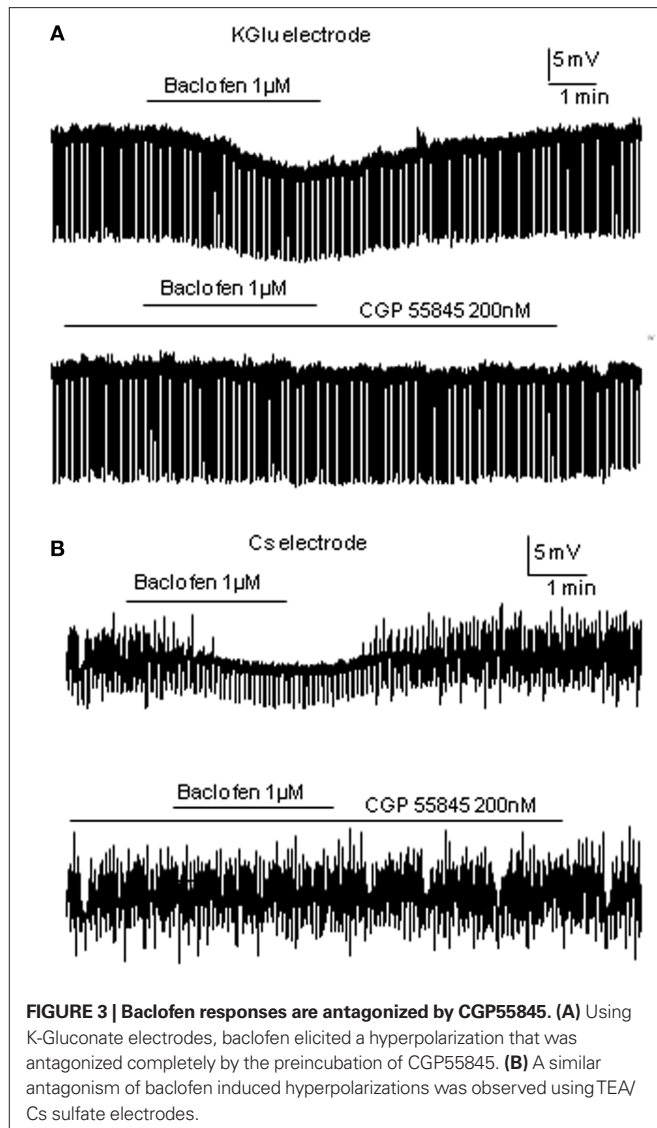 A
KGlu electrode
5 mV
1 min
Baclofen 1µM
Baclofen 1µM
CGP 55845 200nM
B
Cs electrode
5 mV
1 min
Baclofen 1µM
Baclofen 1µM
CGP 55845 200nM
FIGURE 3 | Baclofen responses are antagonized by CGP55845. (A) Using
K-Gluconate electrodes, baclofen elicited a hyperpolarization that was
antagonized completely by the preincubation of CGP55845. (B) A similar
antagonism of baclofen induced hyperpolarizations was observed using TEA/
Cs sulfate electrodes.